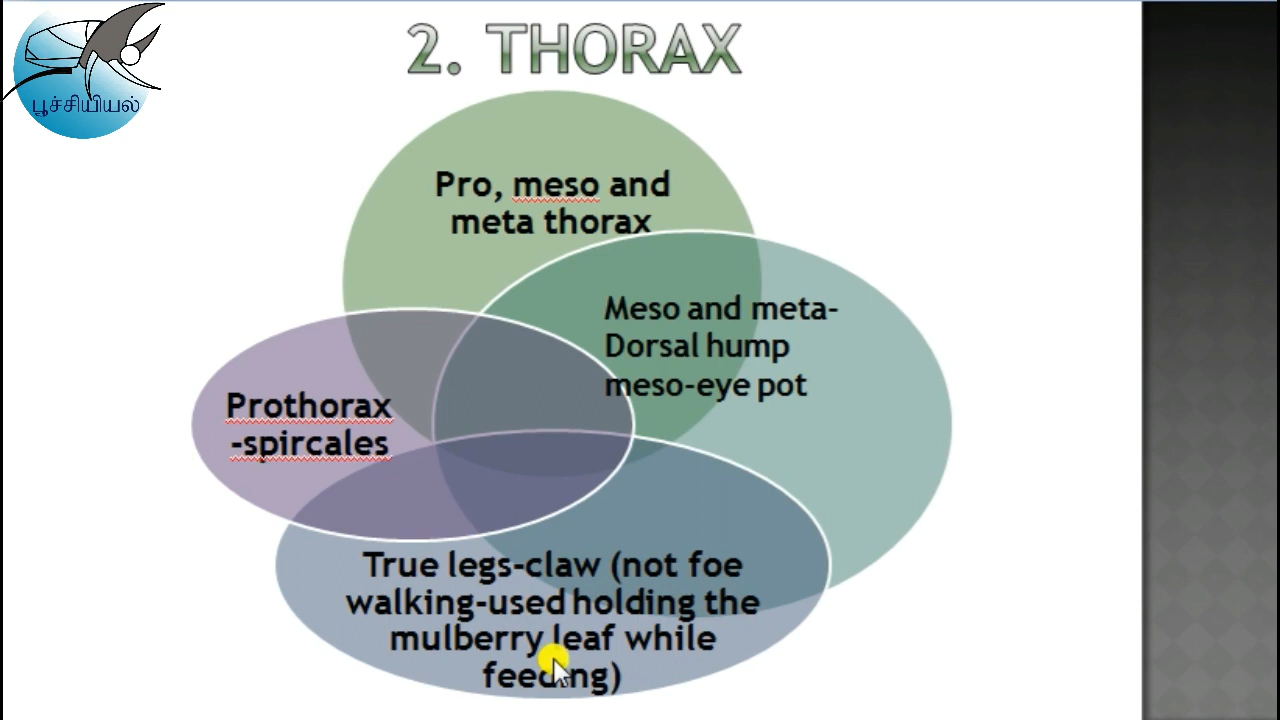 பூச்சியியல்
2. THORAX
Pro, meso and
meta thorax
Meso and meta-
Dorsal hump
meso-eye pot
Prothorax
-spircales
True legs-claw (not foe
walking-used holding the
mulberry leaf while
feeding)